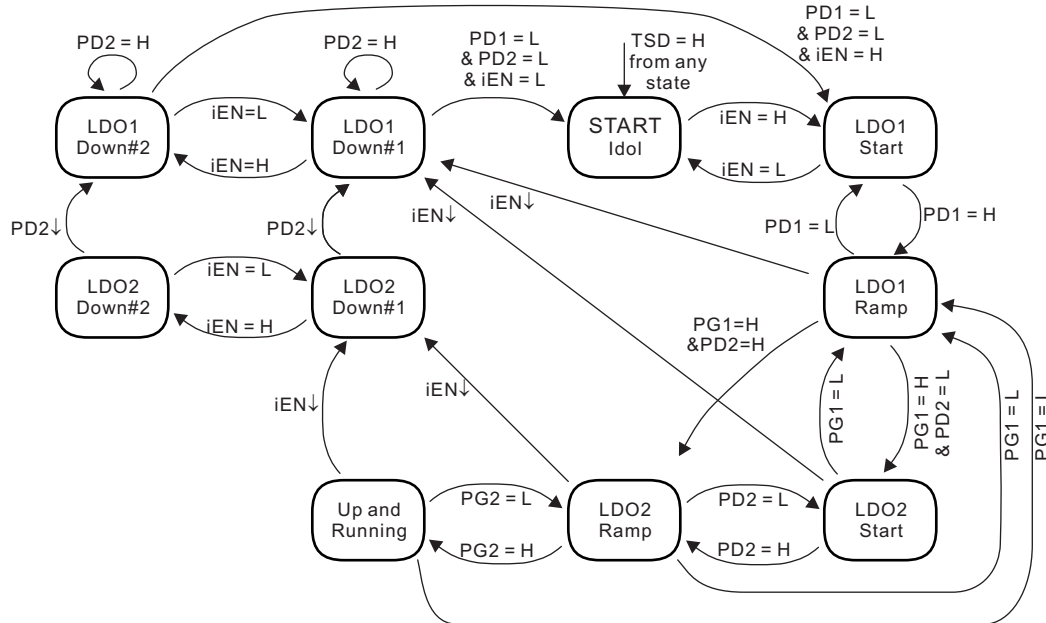 PD2 = H
PD2 = H
PD1 = L
& PD2 = L
& iEN = L
TSD = H
from any
state
PD1 = L
& PD2 = L
& iEN = H
LDO1
Down#2
iEN=L
iEN=H
LDO1
Down#1
START
Idol
iEN = H
iEN = L
LDO1
Start
PD2↓
PD2↓
iEN↓
iEN↓
PD1 = L
PD1 = H
LDO2
Down#2
iEN = L
iEN = H
LDO2
Down#1
LDO1
Ramp
PG1=H
&PD2=H
iEN↓
iEN↓
PG1 = L
PG1 = H
& PD2 = L
PG1 = L
PG1 = L
Up and
Running
PG2 = L
PG2 = H
LDO2
Ramp
PD2 = L
PD2 = H
LDO2
Start